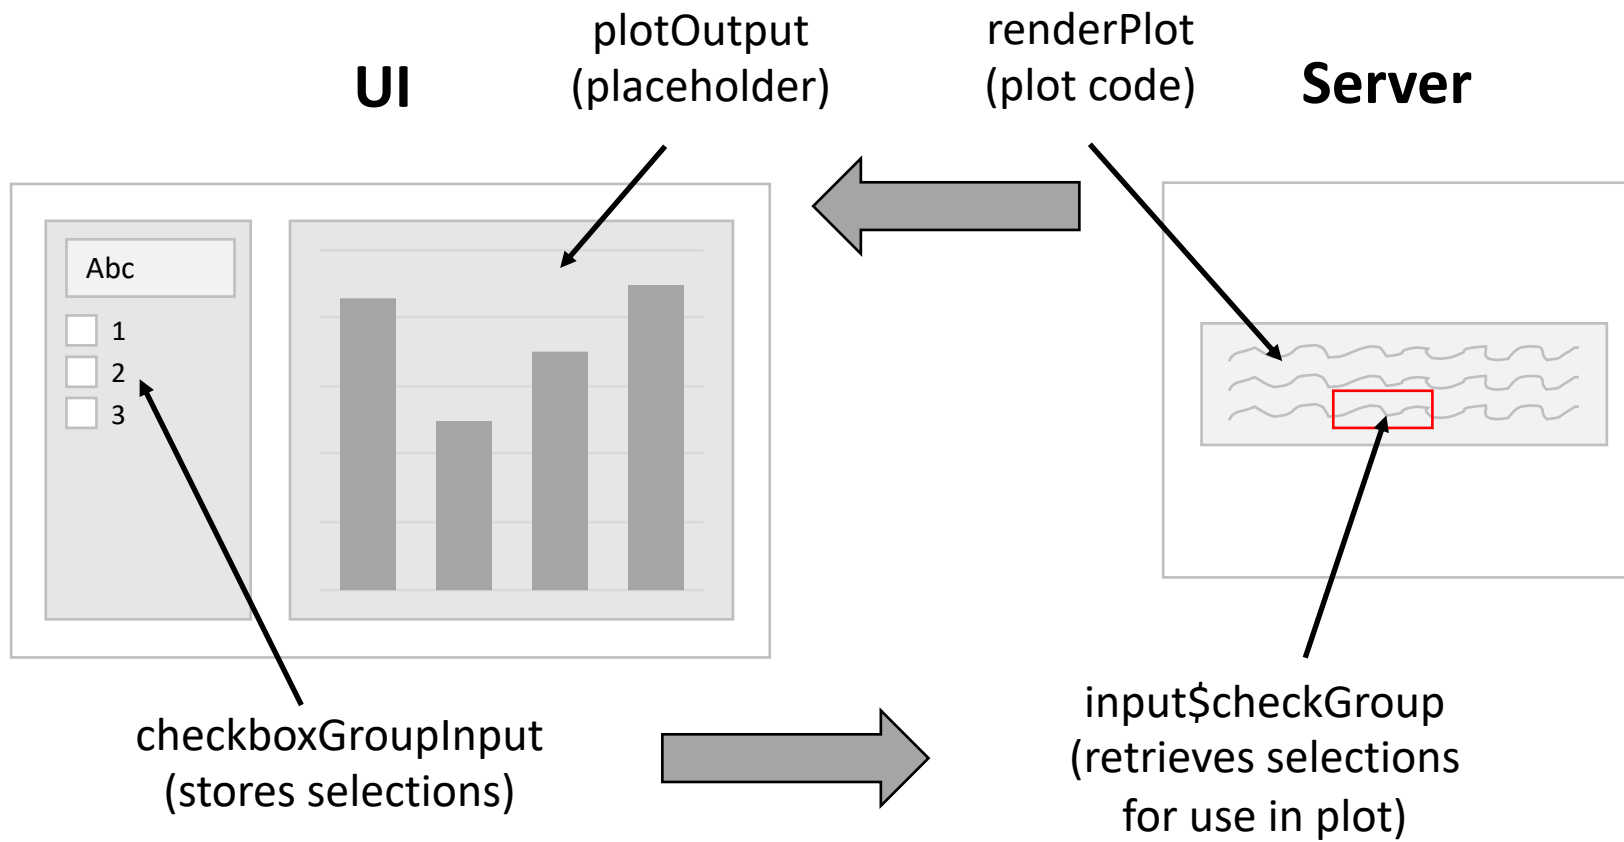 UI
plotOutput
(placeholder)
renderPlot
(plot code)
Server
Abc
1
2
3
checkboxGroupInput
(stores selections)
input$checkGroup
(retrieves selections
for use in plot)